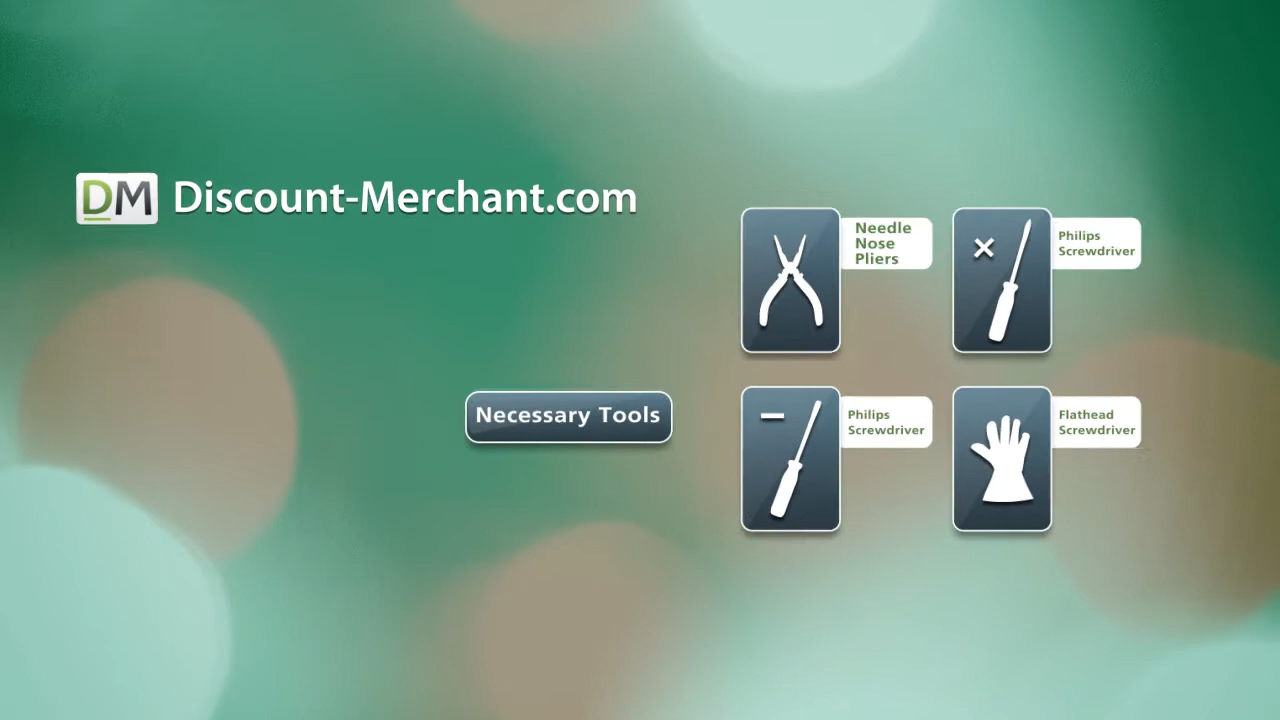 DM Discount-Merchant.com
Needle
Nose
Pliers
Philips
Screwdriver
Necessary Tools
Philips
Screwdriver
Flathead
Screwdriver